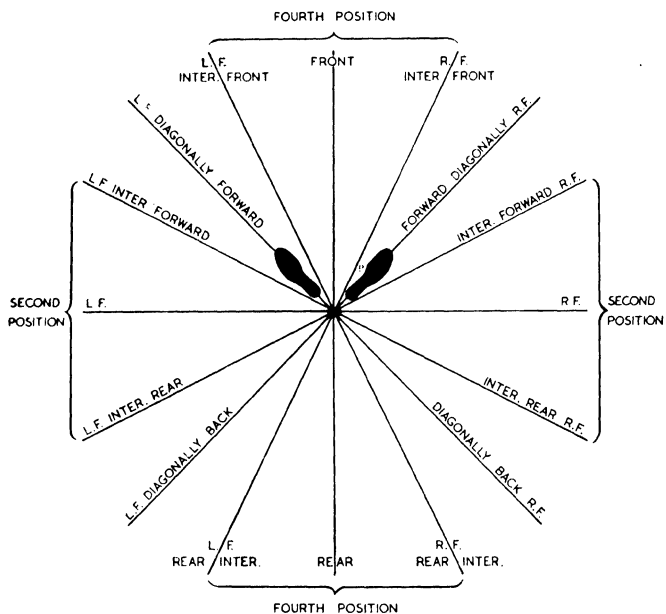 FOURTH POSITION
L. F.
INTER. FRONT
FRONT
R. F.
INTER FRONT
L. F. DIAGONALLY FORWARD
FORWARD DIAGONALLY R.F.
L.F INTER FORWARD
INTER. FORWARD R.F.
SECOND
POSITION
L F.
R F.
SECOND
POSITION
L.F. INTER. REAR
INTER. REAR R.F.
L.F. DIAGONALLY BACK
DIAGONALLY BACK R.F.
L. F.
REAR INTER.
REAR
R. F.
REAR INTER.
FOURTH POSITION